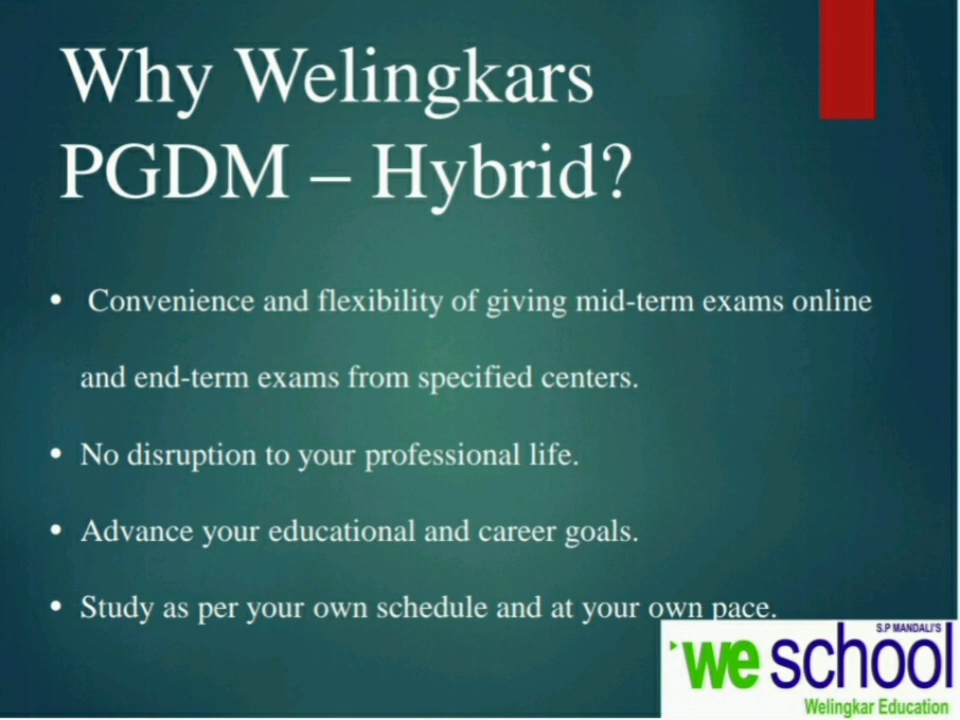 Why Welingkars
PGDM – Hybrid?
• Convenience and flexibility of giving mid-term exams online
and end-term exams from specified centers.
• No disruption to your professional life.
• Advance your educational and career goals.
• Study as per your own schedule and at your own pace.
S.P MANDALI'S
we school
Welingkar Education